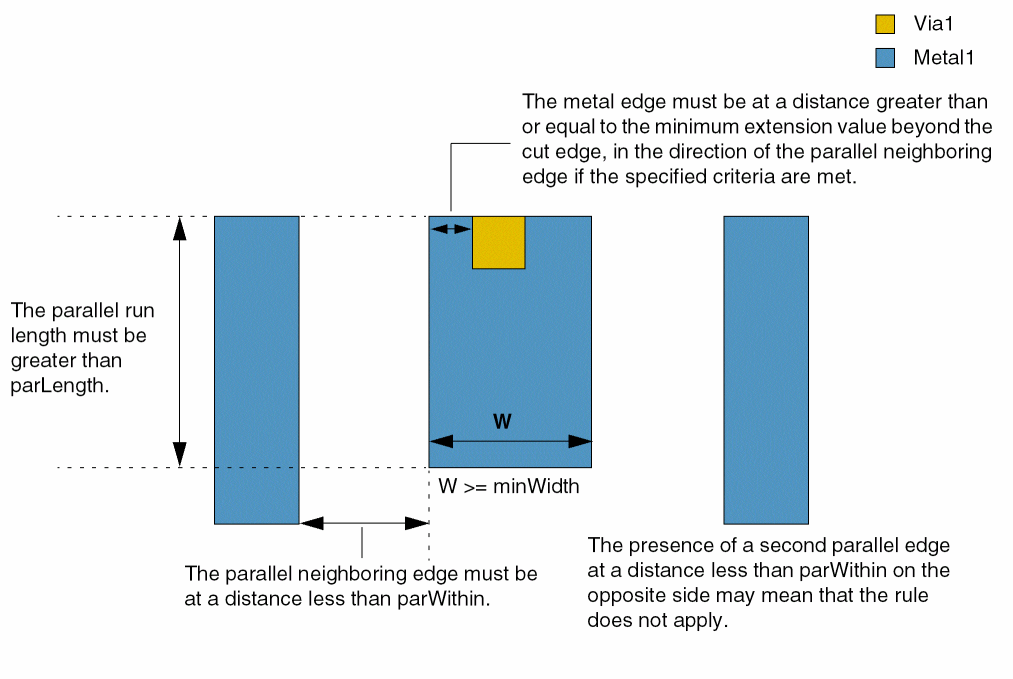 Via1
Metal1
The metal edge must be at a distance greater than
or equal to the minimum extension value beyond the
cut edge, in the direction of the parallel neighboring
edge if the specified criteria are met.
The parallel run
length must be
greater than
parLength.
W
W >= minWidth
The parallel neighboring edge must be
at a distance less than parWithin.
The presence of a second parallel edge
at a distance less than parWithin on the
opposite side may mean that the rule
does not apply.